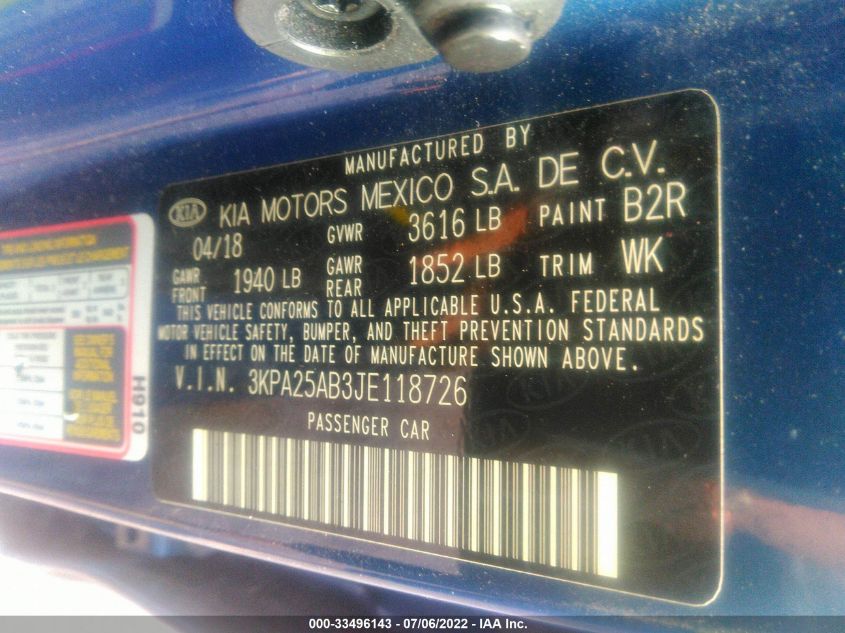 MANUFACTURED BY
KIA KIA MOTORS MEXICO S.A. DE C.V.
04/18 GVWR 3616 LB PAINT B2R
GAWR FRONT 1940 LB GAWR REAR 1852 LB TRIM WK
THIS VEHICLE CONFORMS TO ALL APPLICABLE U.S.A. FEDERAL
MOTOR VEHICLE SAFETY, BUMPER, AND THEFT PREVENTION STANDARDS
IN EFFECT ON THE DATE OF MANUFACTURE SHOWN ABOVE.
V.I.N. 3KPA25AB3JE118726
PASSENGER CAR
H910
000-33496143 - 07/06/2022 - IAA Inc.